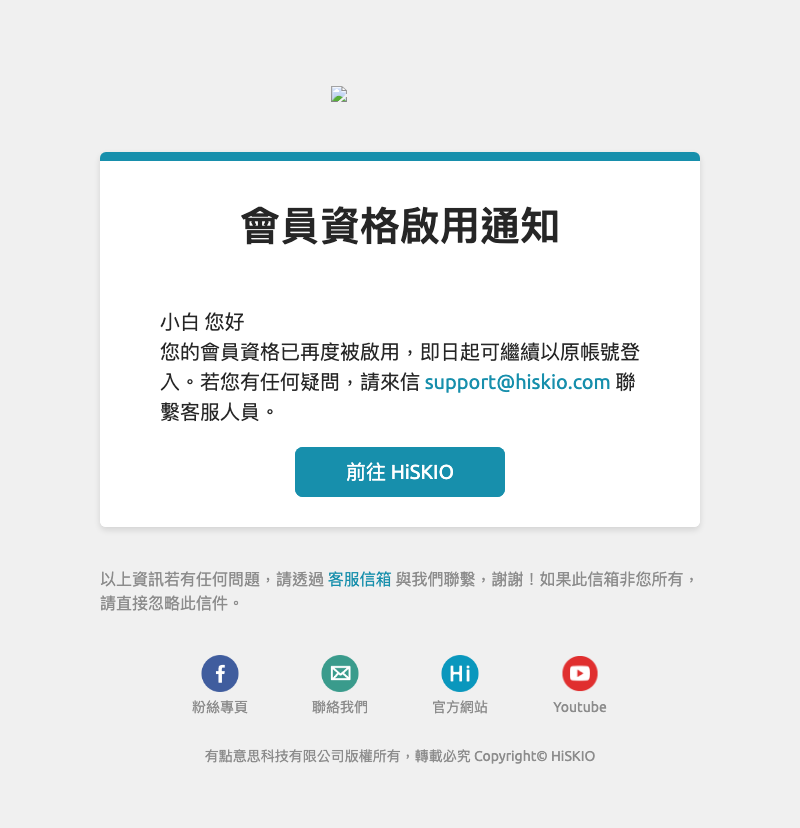 會員資格啟用通知
小白 您好
您的會員資格已再度被啟用，即日起可繼續以原帳號登
入。若您有任何疑問，請來信 support@hiskio.com 聯
繫客服人員。
前往 HiSKIO
以上資訊若有任何問題，請透過 客服信箱 與我們聯繫，謝謝！如果此信箱非您所有，
請直接忽略此信件。
Hi
粉絲專頁 聯絡我們 官方網站 Youtube
有點意思科技有限公司版權所有，轉載必究 Copyright© HiSKIO